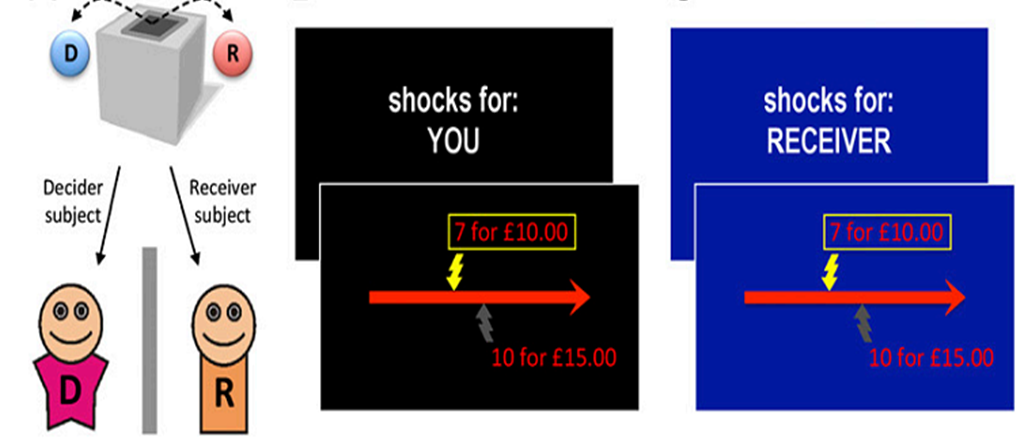 D
R
Decider
subject
Receiver
subject
D
R
shocks for:
YOU
7 for £10.00
10 for £15.00
shocks for:
RECEIVER
7 for £10.00
10 for £15.00